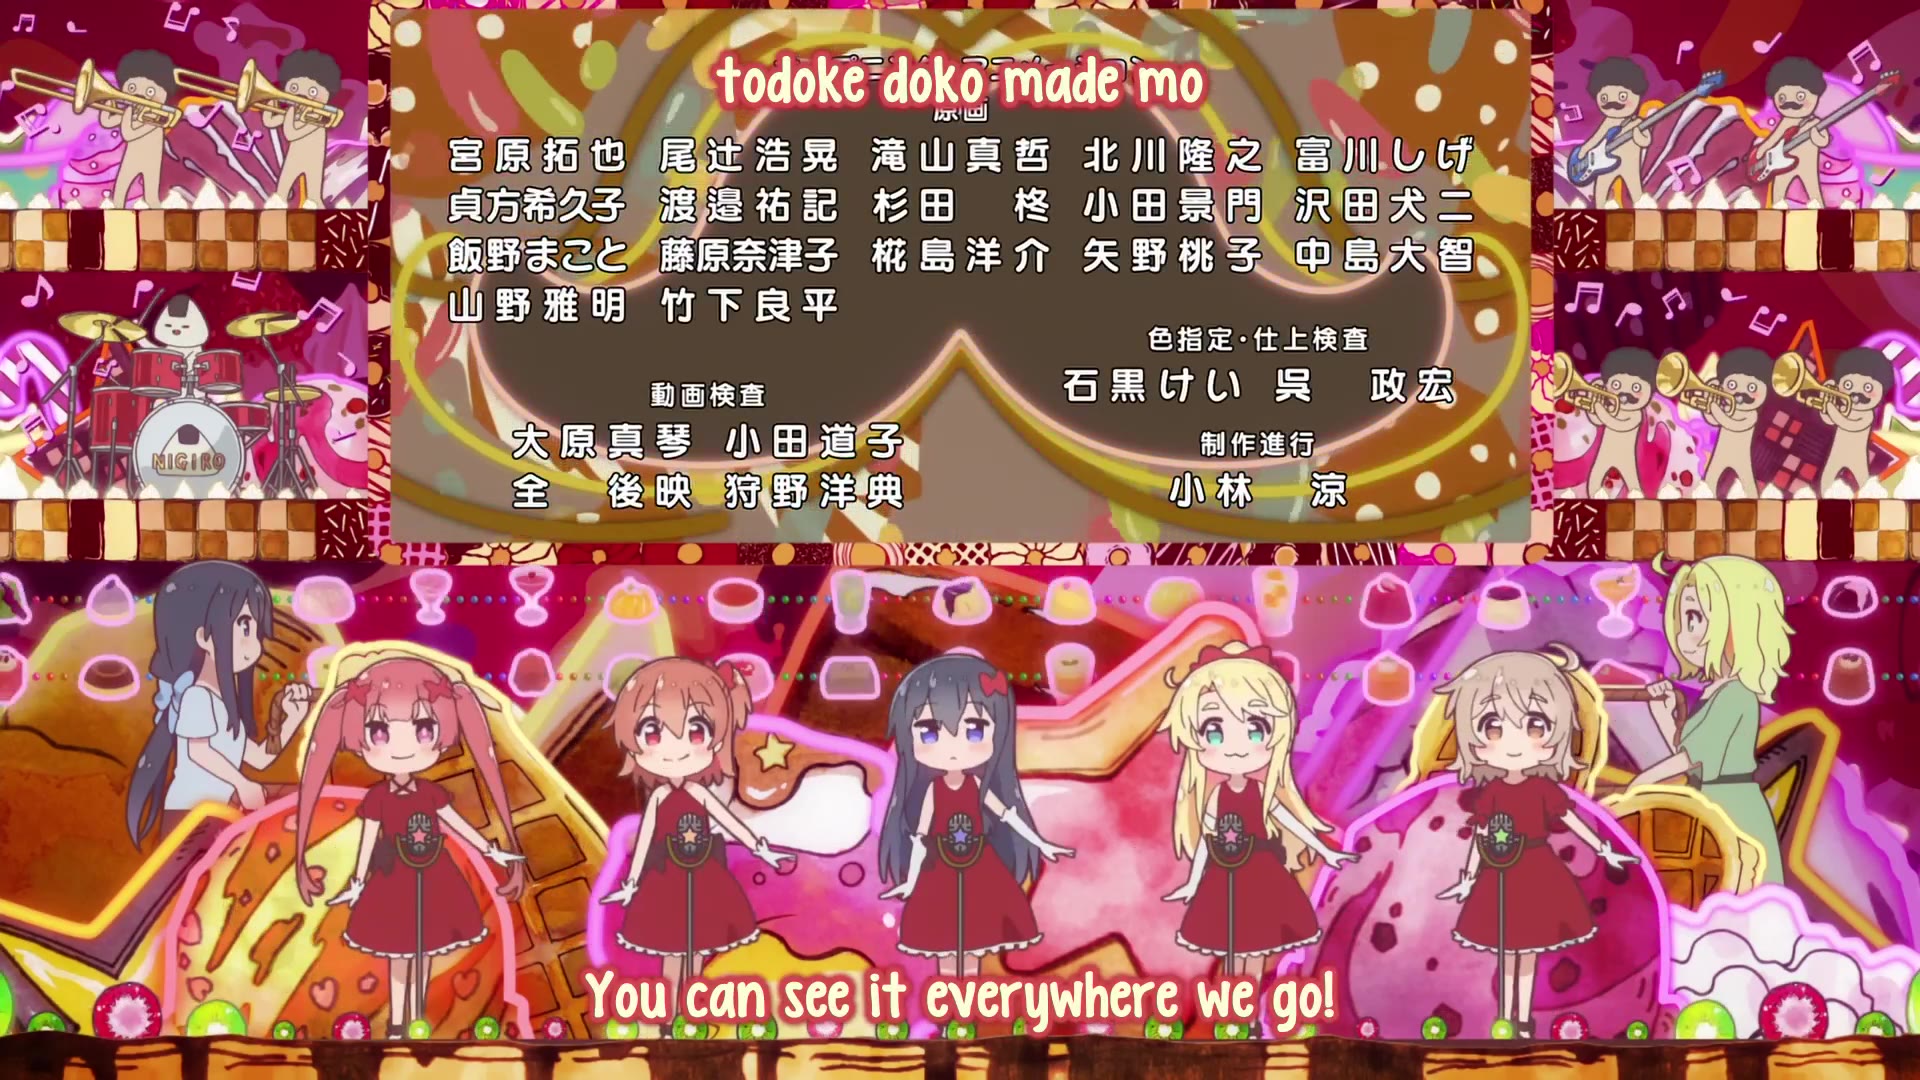 todoke doko made mo
原画
宮原拓也 尾辻浩晃 滝山真哲 北川隆之 富川しげ
貞方希久子 渡邉祐記 杉田 柊 小田景門 沢田犬二
飯野まこと 藤原奈津子 椛島洋介 矢野桃子 中島大智
山野雅明 竹下良平
動画検査
大原真琴 小田道子
全 後映 狩野洋典
色指定・仕上検査
石黒けい 呉 政宏
制作進行
小林 涼
NIGIRO
You can see it everywhere we go!